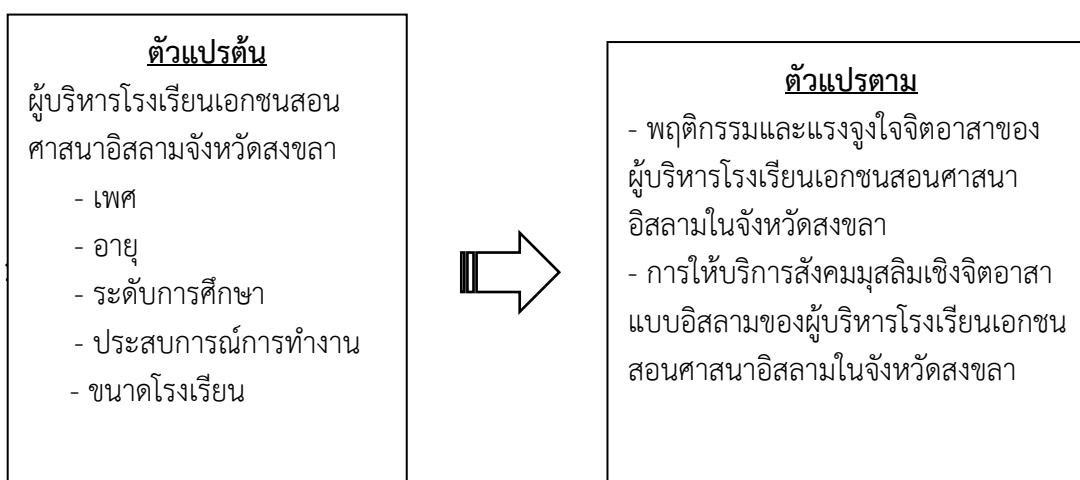 ตัวแปรต้น
ผู้บริหารโรงเรียนเอกชนสอน
ศาสนาอิสลามจังหวัดสงขลา
- เพศ
- อายุ
- ระดับการศึกษา
- ประสบการณ์การทำงาน
- ขนาดโรงเรียน
ตัวแปรตาม
- พฤติกรรมและแรงจูงใจจิตอาสาของ
ผู้บริหารโรงเรียนเอกชนสอนศาสนา
อิสลามในจังหวัดสงขลา
- การให้บริการสังคมมุสลิมเชิงจิตอาสา
แบบอิสลามของผู้บริหารโรงเรียนเอกชน
สอนศาสนาอิสลามในจังหวัดสงขลา